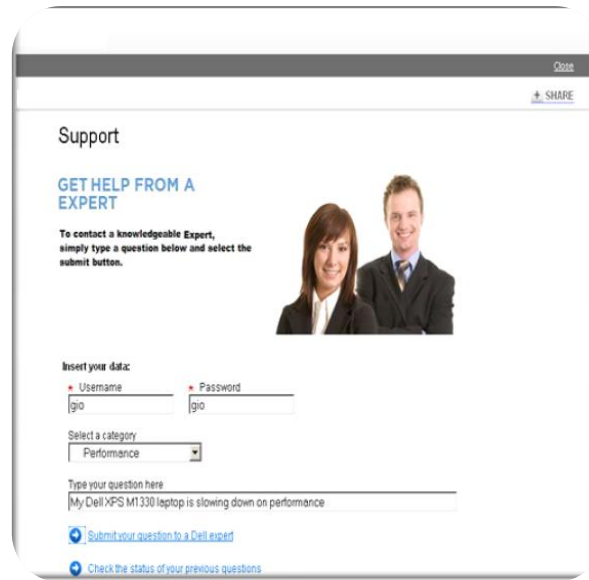 Close
+ SHARE
Support
GET HELP FROM A
EXPERT
To contact a knowledgeable Expert,
simply type a question below and select the
submit button.
Insert your data:
* Username * Password
gio gio
Select a category
Performance
Type your question here
My Dell XPS M1330 laptop is slowing down on performance
Submit your question to a Dell expert
Check the status of your previous questions